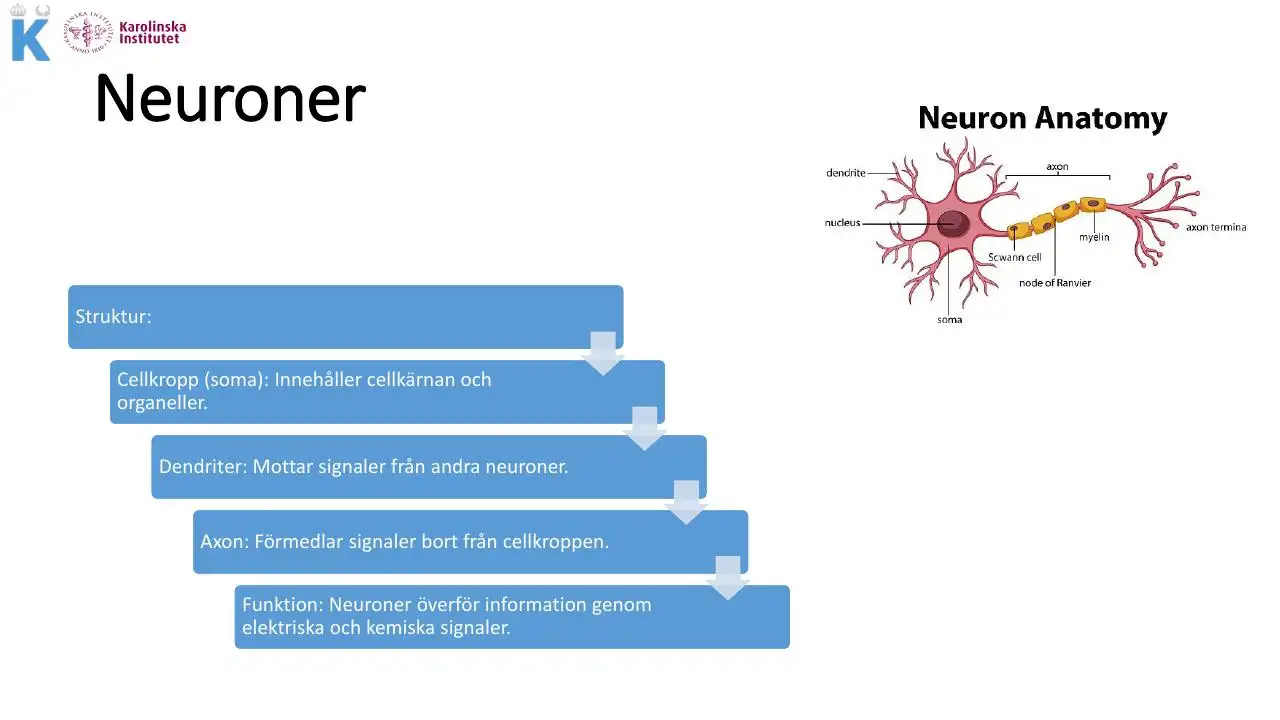 K
Karolinska
Institutet
Neuroner
Neuron Anatomy
dendrite
axon
nucleus
axon termina
myelin
Scwann cell
node of Ranvier
soma
Struktur:
Cellkropp (soma): Innehåller cellkärnan och
organeller.
Dendriter: Mottar signaler från andra neuroner.
Axon: Förmedlar signaler bort från cellkroppen.
Funktion: Neuroner överför information genom
elektriska och kemiska signaler.